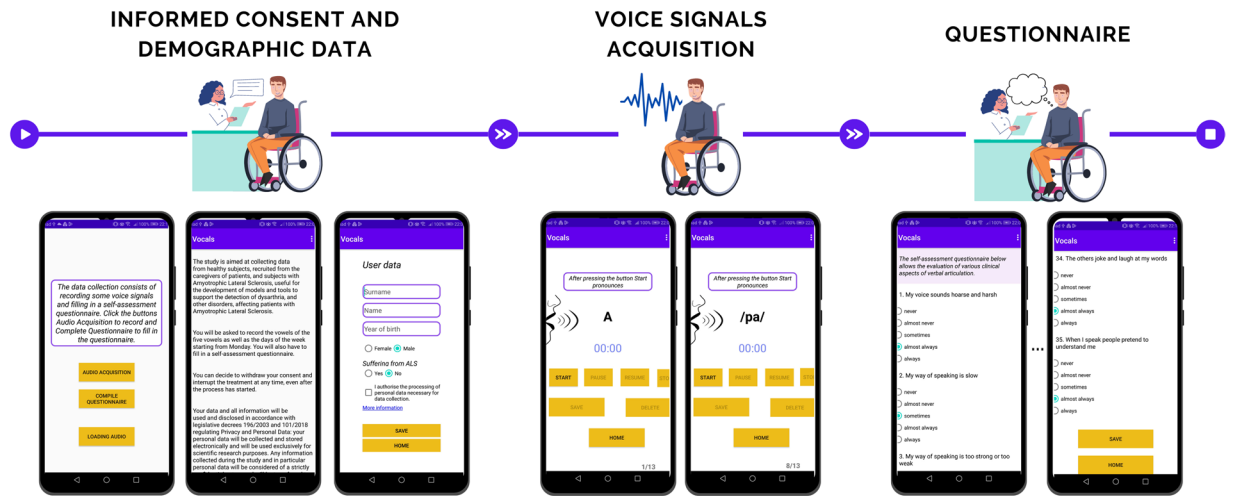 INFORMED CONSENT AND
DEMOGRAPHIC DATA
VOICE SIGNALS
ACQUISITION
QUESTIONNAIRE
The data collection consists of
recording some voice signals
and filling in a self-assessment
questionnaire. Click the buttons
Audio Acquisition to record and
Complete Questionnaire to fill in
the questionnaire.
AUDIO ACQUISITION
COMPILE
QUESTIONNAIRE
LOADING AUDIO
Vocals
The study is aimed at collecting data
from healthy subjects, recruited from the
caregivers of patients, and subjects with
Amyotrophic Lateral Sclerosis, useful for
the development of models and tools to
support the detection of dysarthria, and
other disorders, affecting patients with
Amyotrophic Lateral Sclerosis.
You will be asked to record the vowels of the
five vowels as well as the days of the week
starting from Monday. You will also have to
fill in a self-assessment questionnaire.
You can decide to withdraw your consent and
interrupt the treatment at any time, even after
the process has started.
Your data and all information will be
used and disclosed in accordance with
legislative decrees 196/2003 and 101/2018
regulating Privacy and Personal Data: your
personal data will be collected and stored
electronically and will be used exclusively for
scientific research purposes. Any information
collected during the study and in particular
personal data will be considered of a strictly
Vocals
User data
Surname
Name
Year of birth
Female Male
Suffering from ALS
Yes No
I authorise the processing of
personal data necessary for
data collection.
More information
SAVE
HOME
Vocals
After pressing the button Start
pronounces
A
00:00
START PAUSE RESUME
SAVE DELETE
HOME
1/13
Vocals
After pressing the button Start
pronounces
/pa/
00:00
START PAUSE RESUME
SAVE DELETE
HOME
8/13
Vocals
The self-assessment questionnaire below
allows the evaluation of various clinical
aspects of verbal articulation.
1. My voice sounds hoarse and harsh
never
almost never
sometimes
almost always
always
2. My way of speaking is slow
never
almost never
sometimes
almost always
always
3. My way of speaking is too strong or too
weak
...
Vocals
34. The others joke and laugh at my words
never
almost never
sometimes
almost always
always
35. When I speak people pretend to
understand me
never
almost never
sometimes
almost always
always
SAVE
HOME